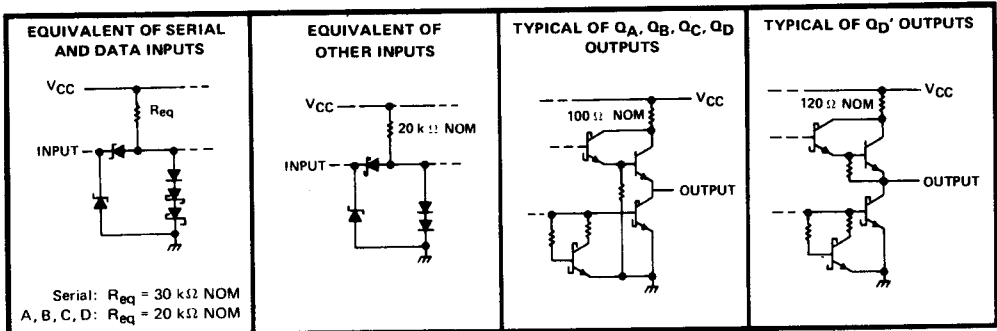 EQUIVALENT OF SERIAL
AND DATA INPUTS
VCC
Req
INPUT
Serial: Req = 30 kΩ NOM
A, B, C, D: Req = 20 kΩ NOM
EQUIVALENT OF
OTHER INPUTS
VCC
20 k Ω NOM
INPUT
TYPICAL OF QA, QB, QC, QD
OUTPUTS
VCC
100 Ω NOM
OUTPUT
TYPICAL OF QD' OUTPUTS
VCC
120 Ω NOM
OUTPUT